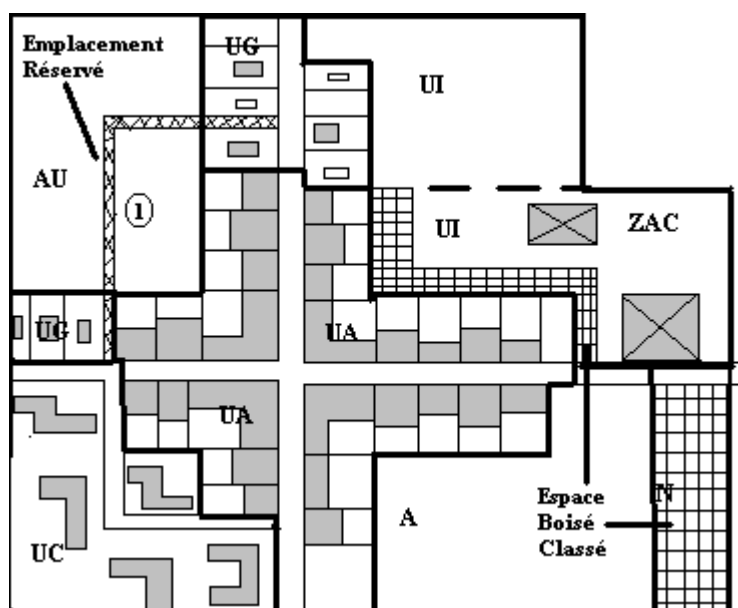 Emplacement
Réservé
UG
UI
AU
1
UI
ZAC
UG
UA
UA
Espace
Boisé
Classé
N
A
UC